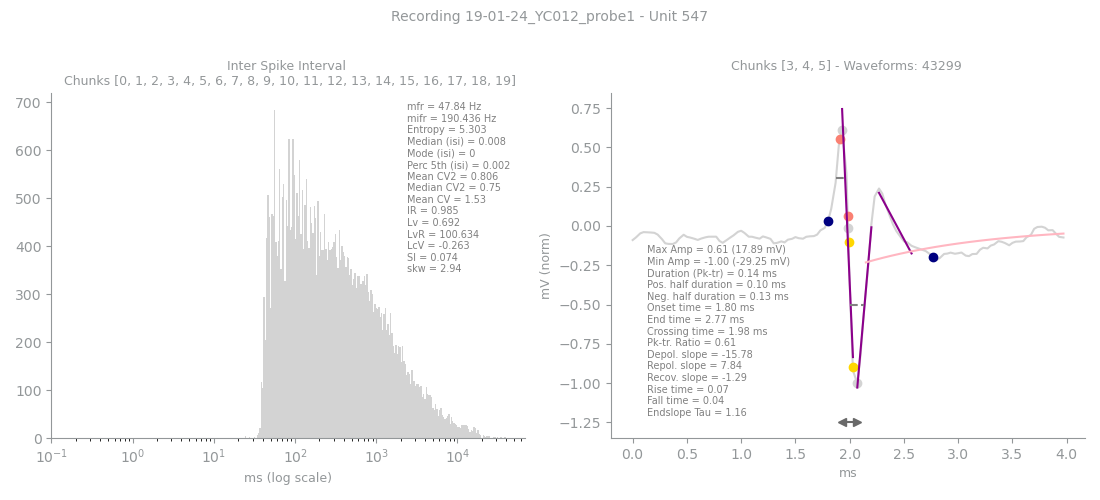 Recording 19-01-24_YC012_probe1 - Unit 547
Inter Spike Interval
Chunks [0, 1, 2, 3, 4, 5, 6, 7, 8, 9, 10, 11, 12, 13, 14, 15, 16, 17, 18, 19]
700
600
500
400
300
200
100
0
mfr = 47.84 Hz
mifr = 190.436 Hz
Entropy = 5.303
Median (isi) = 0.008
Mode (isi) = 0
Perc 5th (isi) = 0.002
Mean CV2 = 0.806
Median CV2 = 0.75
Mean CV = 1.53
IR = 0.985
Lv = 0.692
LvR = 100.634
LcV = -0.263
SI = 0.074
skw = 2.94
10⁻¹ 10⁰ 10¹ 10² 10³ 10⁴
ms (log scale)
Chunks [3, 4, 5] - Waveforms: 43299
mV (norm)
0.75
0.50
0.25
0.00
−0.25
−0.50
−0.75
−1.00
−1.25
Max Amp = 0.61 (17.89 mV)
Min Amp = -1.00 (-29.25 mV)
Duration (Pk-tr) = 0.14 ms
Pos. half duration = 0.10 ms
Neg. half duration = 0.13 ms
Onset time = 1.80 ms
End time = 2.77 ms
Crossing time = 1.98 ms
Pk-tr. Ratio = 0.61
Depol. slope = -15.78
Repol. slope = 7.84
Recov. slope = -1.29
Rise time = 0.07
Fall time = 0.04
Endslope Tau = 1.16
0.0 0.5 1.0 1.5 2.0 2.5 3.0 3.5 4.0
ms